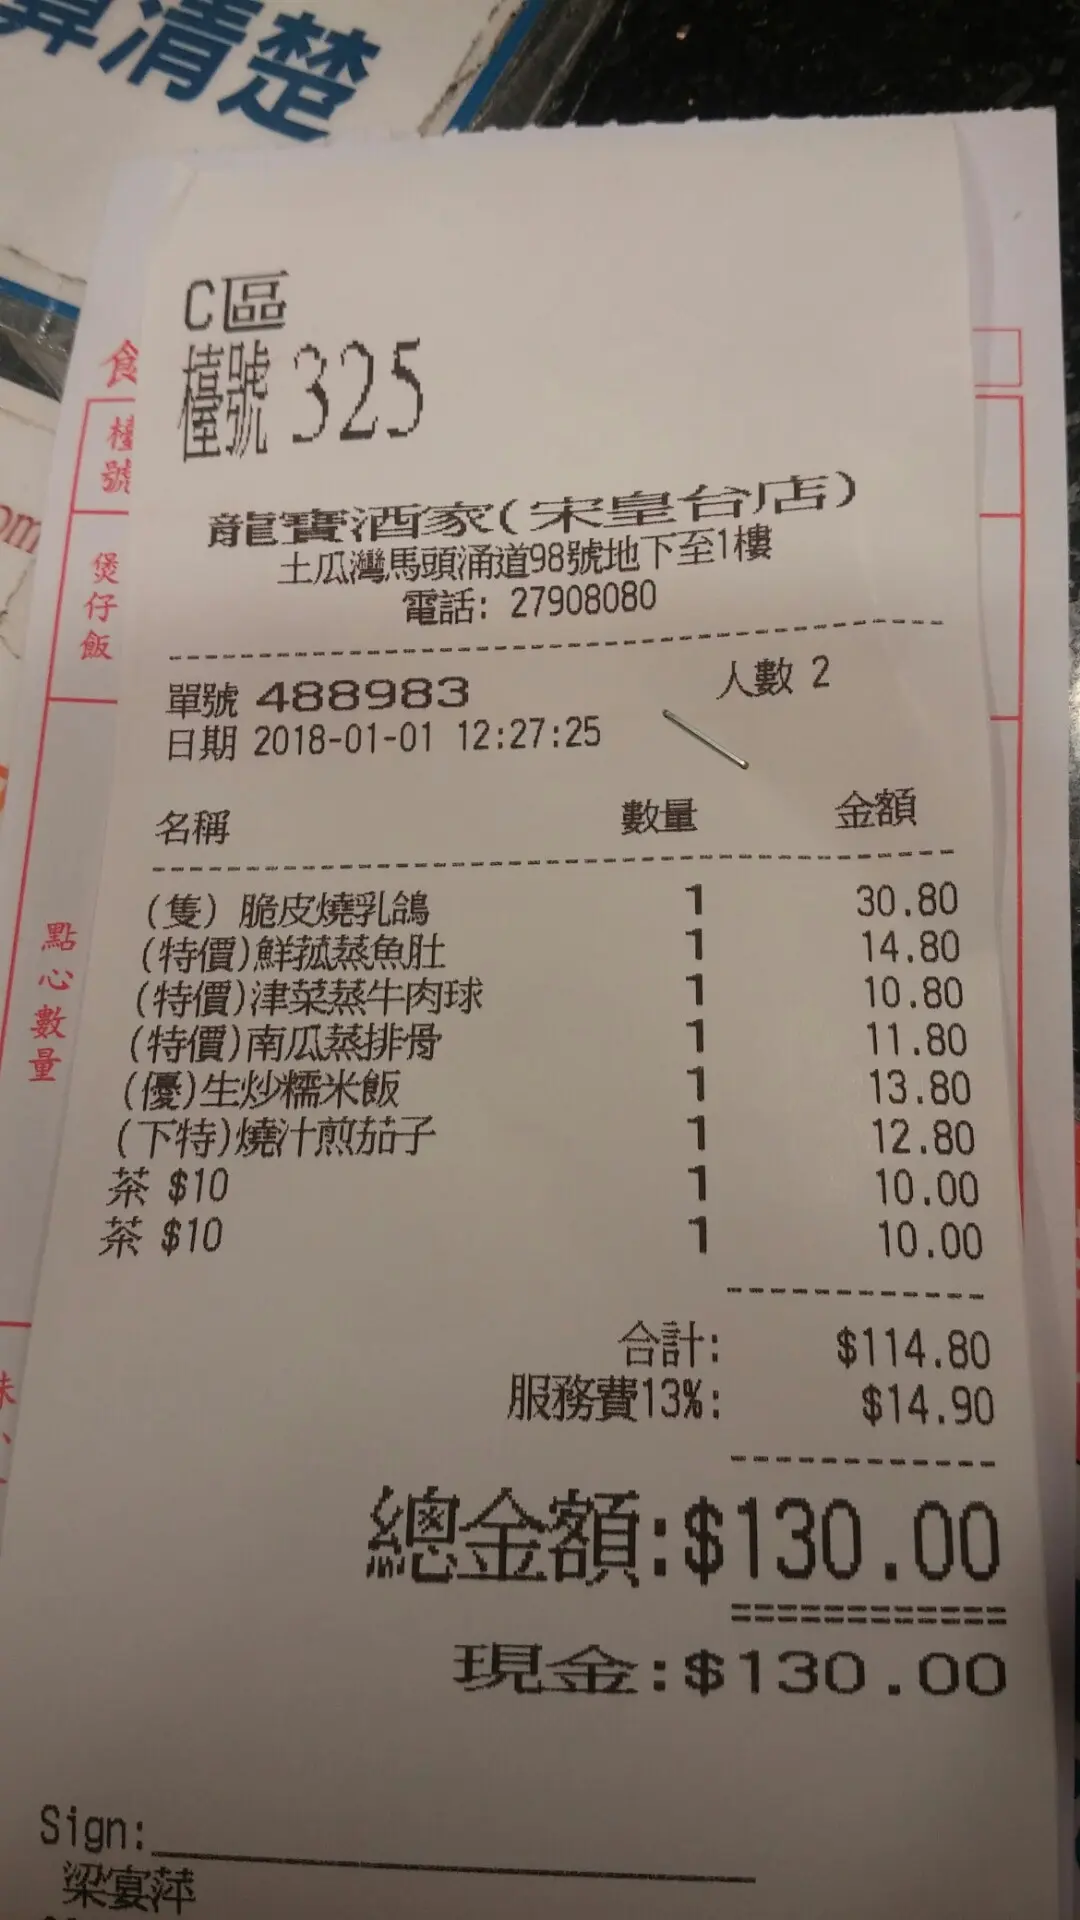 算清楚
C區
檯號 325
龍寶酒家(宋皇台店)
土瓜灣馬頭涌道98號地下至1樓
電話: 27908080
單號 488983 人數 2
日期 2018-01-01 12:27:25
名稱 數量 金額
(隻) 脆皮燒乳鴿 1 30.80
(特價)鮮菰蒸魚肚 1 14.80
(特價)津菜蒸牛肉球 1 10.80
(特價)南瓜蒸排骨 1 11.80
(優)生炒糯米飯 1 13.80
(下特)燒汁煎茄子 1 12.80
茶 $10 1 10.00
茶 $10 1 10.00
合計: $114.80
服務費13%: $14.90
總金額:$130.00
現金:$130.00
Sign:
梁宴萍
食
檯號
煲仔飯
點心數量